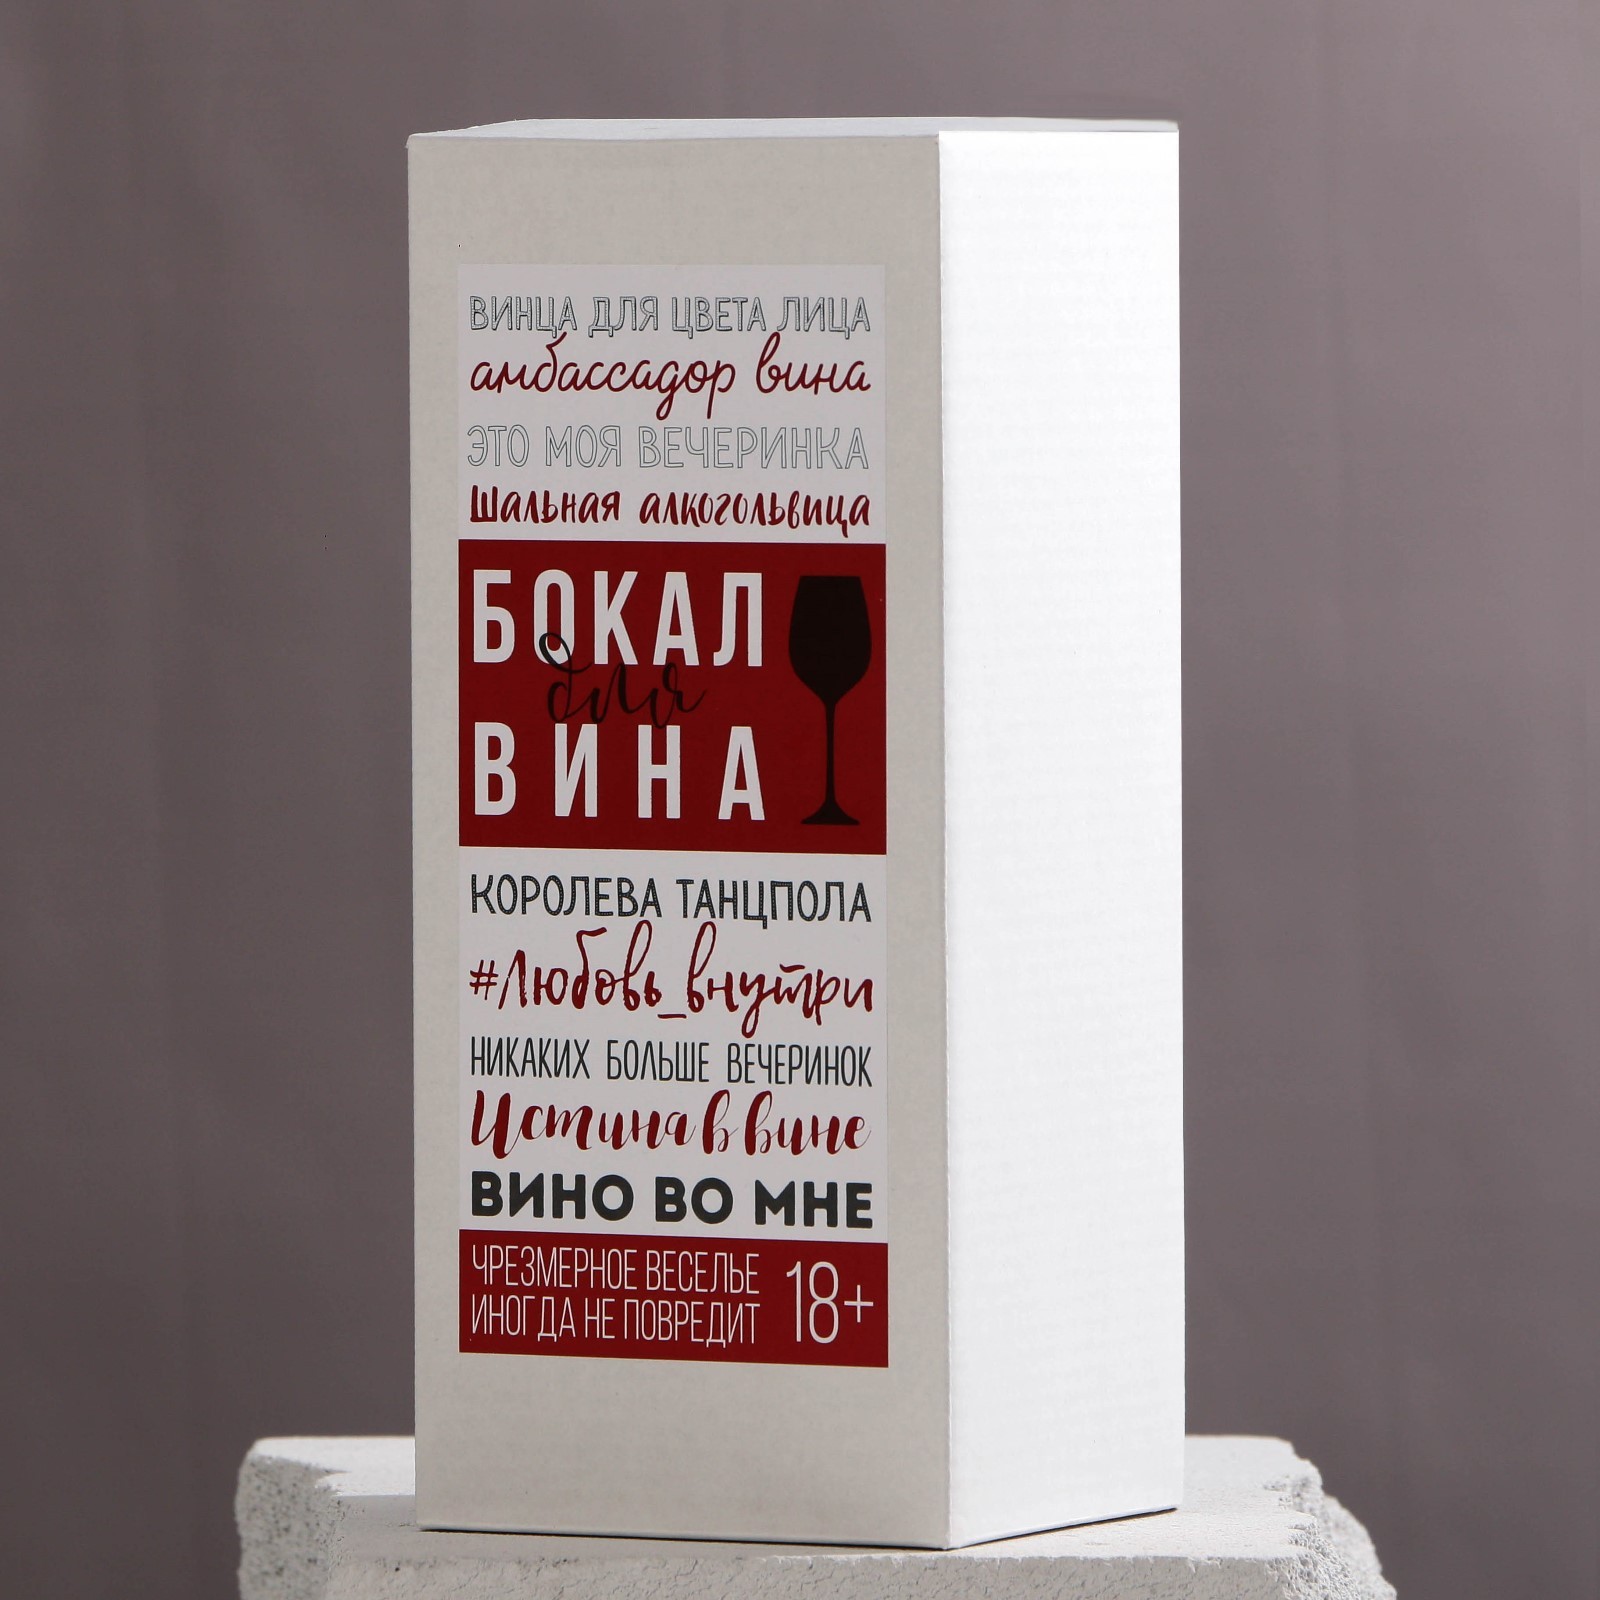 ВИНЦА ДЛЯ ЦВЕТА ЛИЦА
амбассадор вина
ЭТО МОЯ ВЕЧЕРИНКА
Шальная алкогольвица
БОКАЛ
для
ВИНА
КОРОЛЕВА ТАНЦПОЛА
#Любовь_внутри
НИКАКИХ БОЛЬШЕ ВЕЧЕРИНОК
Истина в вине
ВИНО ВО МНЕ
ЧРЕЗМЕРНОЕ ВЕСЕЛЬЕ
ИНОГДА НЕ ПОВРЕДИТ
18+